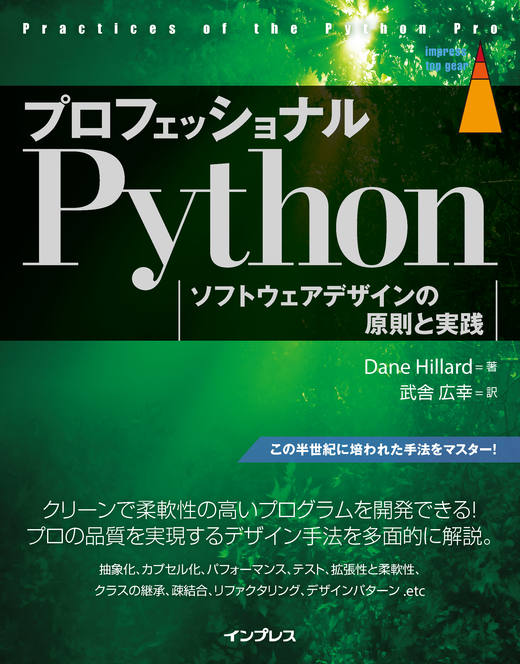 Practices of the Python Pro
impress
top gear
プロフェッショナル
Python
ソフトウェアデザインの
原則と実践
Dane Hillard=著
武舎 広幸=訳
この半世紀に培われた手法をマスター!
クリーンで柔軟性の高いプログラムを開発できる!
プロの品質を実現するデザイン手法を多面的に解説。
抽象化、カプセル化、パフォーマンス、テスト、拡張性と柔軟性、
クラスの継承、疎結合、リファクタリング、デザインパターン .etc
インプレス